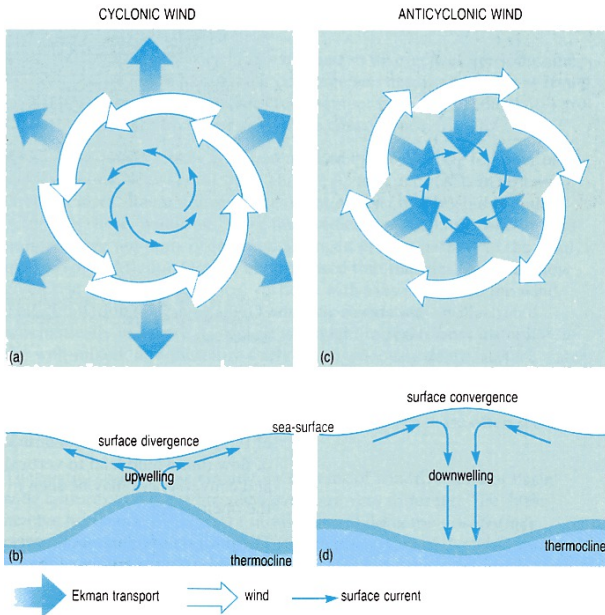 CYCLONIC WIND
ANTICYCLONIC WIND
(a)
(c)
surface divergence
sea-surface
surface convergence
upwelling
downwelling
(b)
thermocline
(d)
thermocline
Ekman transport
wind
surface current